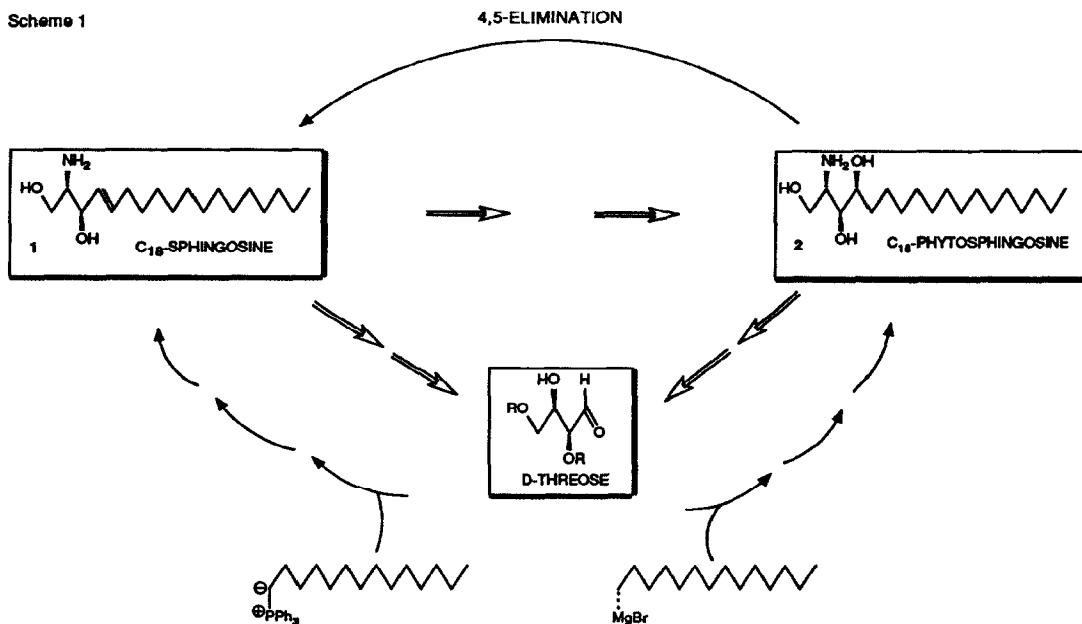 Scheme 1
4,5-ELIMINATION
NH₂
HO
OH
1 C₁₈-SPHINGOSINE
NH₂ OH
HO
OH
2 C₁₈-PHYTOSPHINGOSINE
HO H
RO
O
OR
D-THREOSE
⊖
⊕PPh₃
MgBr